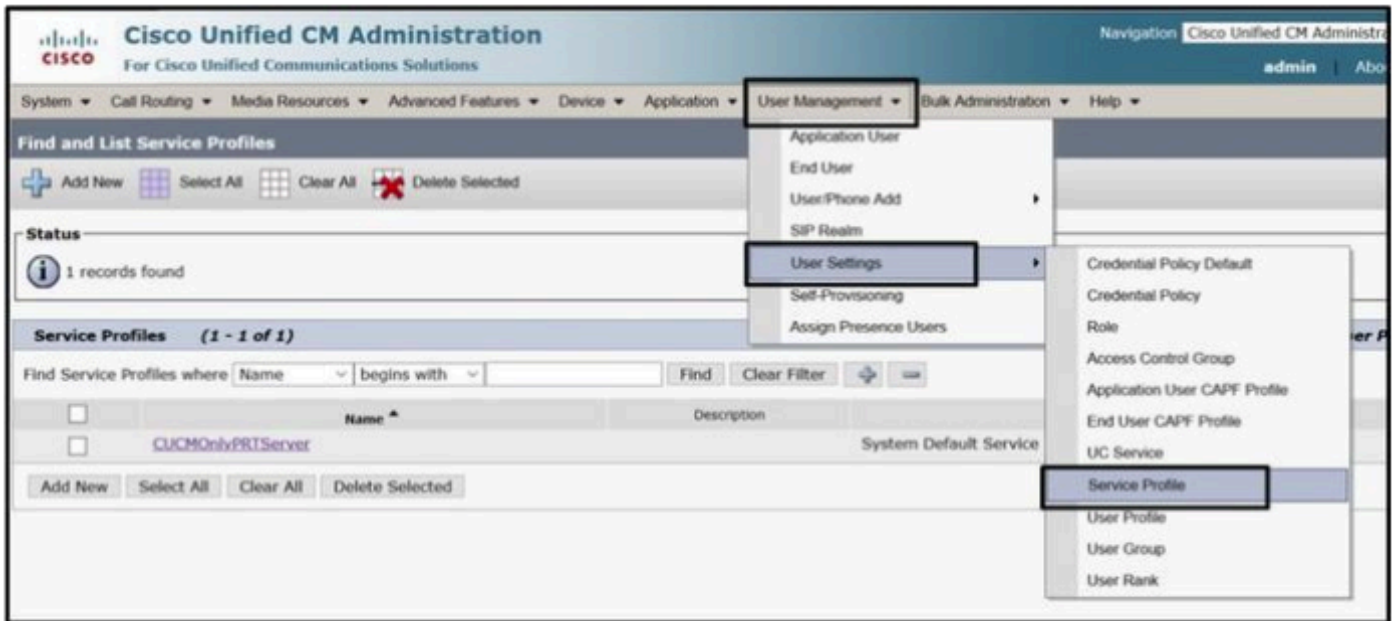 Cisco Unified CM Administration
Navigation Cisco Unified CM Administra
CISCO
For Cisco Unified Communications Solutions
admin Abo
System Call Routing Media Resources Advanced Features Device Application User Management Bulk Administration Help
Find and List Service Profiles
Add New Select All Clear All Delete Selected
Status
1 records found
Service Profiles (1 - 1 of 1) er P
Find Service Profiles where Name begins with Find Clear Filter
Name Description
CUCMOnlyPRTServer System Default Service
Add New Select All Clear All Delete Selected
Application User
End User
User/Phone Add
SIP Realm
User Settings
Self-Provisioning
Assign Presence Users
Credential Policy Default
Credential Policy
Role
Access Control Group
Application User CAPF Profile
End User CAPF Profile
UC Service
Service Profile
User Profile
User Group
User Rank